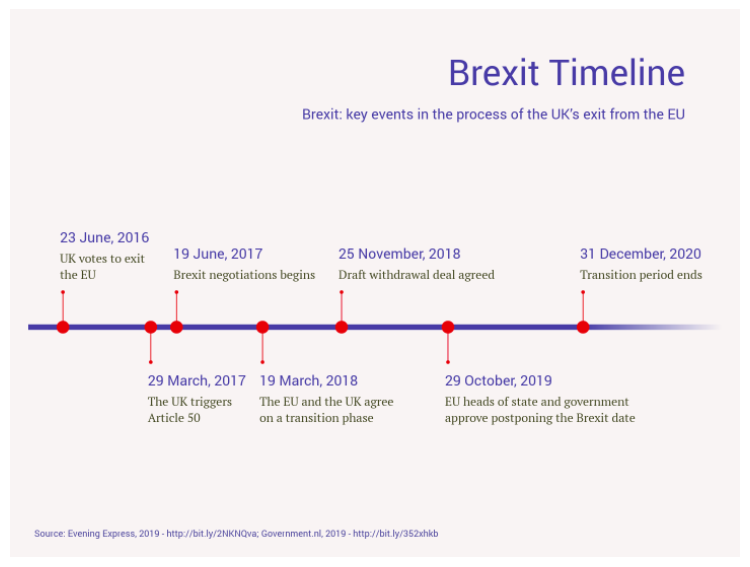 Brexit Timeline
Brexit: key events in the process of the UK's exit from the EU
23 June, 2016
UK votes to exit
the EU
19 June, 2017
Brexit negotiations begins
25 November, 2018
Draft withdrawal deal agreed
31 December, 2020
Transition period ends
29 March, 2017
The UK triggers
Article 50
19 March, 2018
The EU and the UK agree
on a transition phase
29 October, 2019
EU heads of state and government
approve postponing the Brexit date
Source: Evening Express, 2019 - http://bit.ly/2NKNQva; Government.nl, 2019 - http://bit.ly/352xhkb